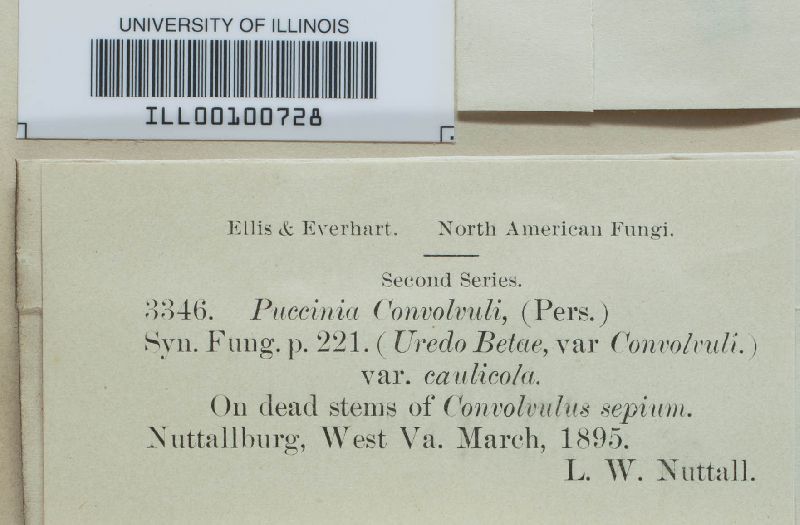 UNIVERSITY OF ILLINOIS
ILL00100728
Ellis & Everhart. North American Fungi.
Second Series.
3346. Puccinia Convolvuli, (Pers.)
Syn. Fung. p. 221. (Uredo Betae, var Convolvuli.)
var. caulicola.
On dead stems of Convolvulus sepium.
Nuttallburg, West Va. March, 1895.
L. W. Nuttall.